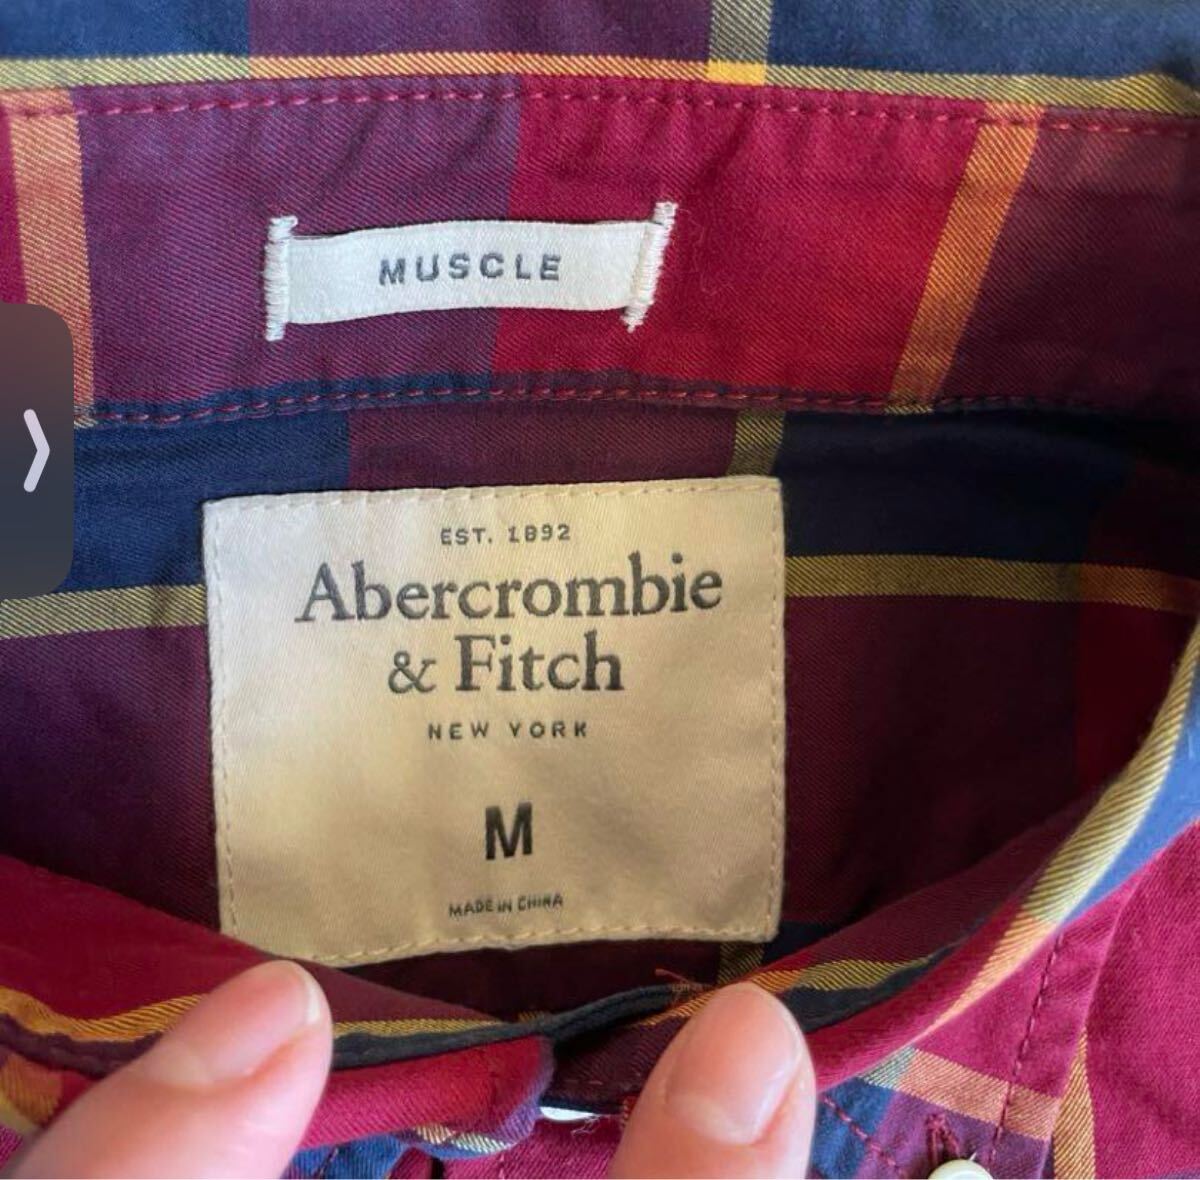 MUSCLE
EST. 1892
Abercrombie
& Fitch
NEW YORK
M
MADE IN CHINA